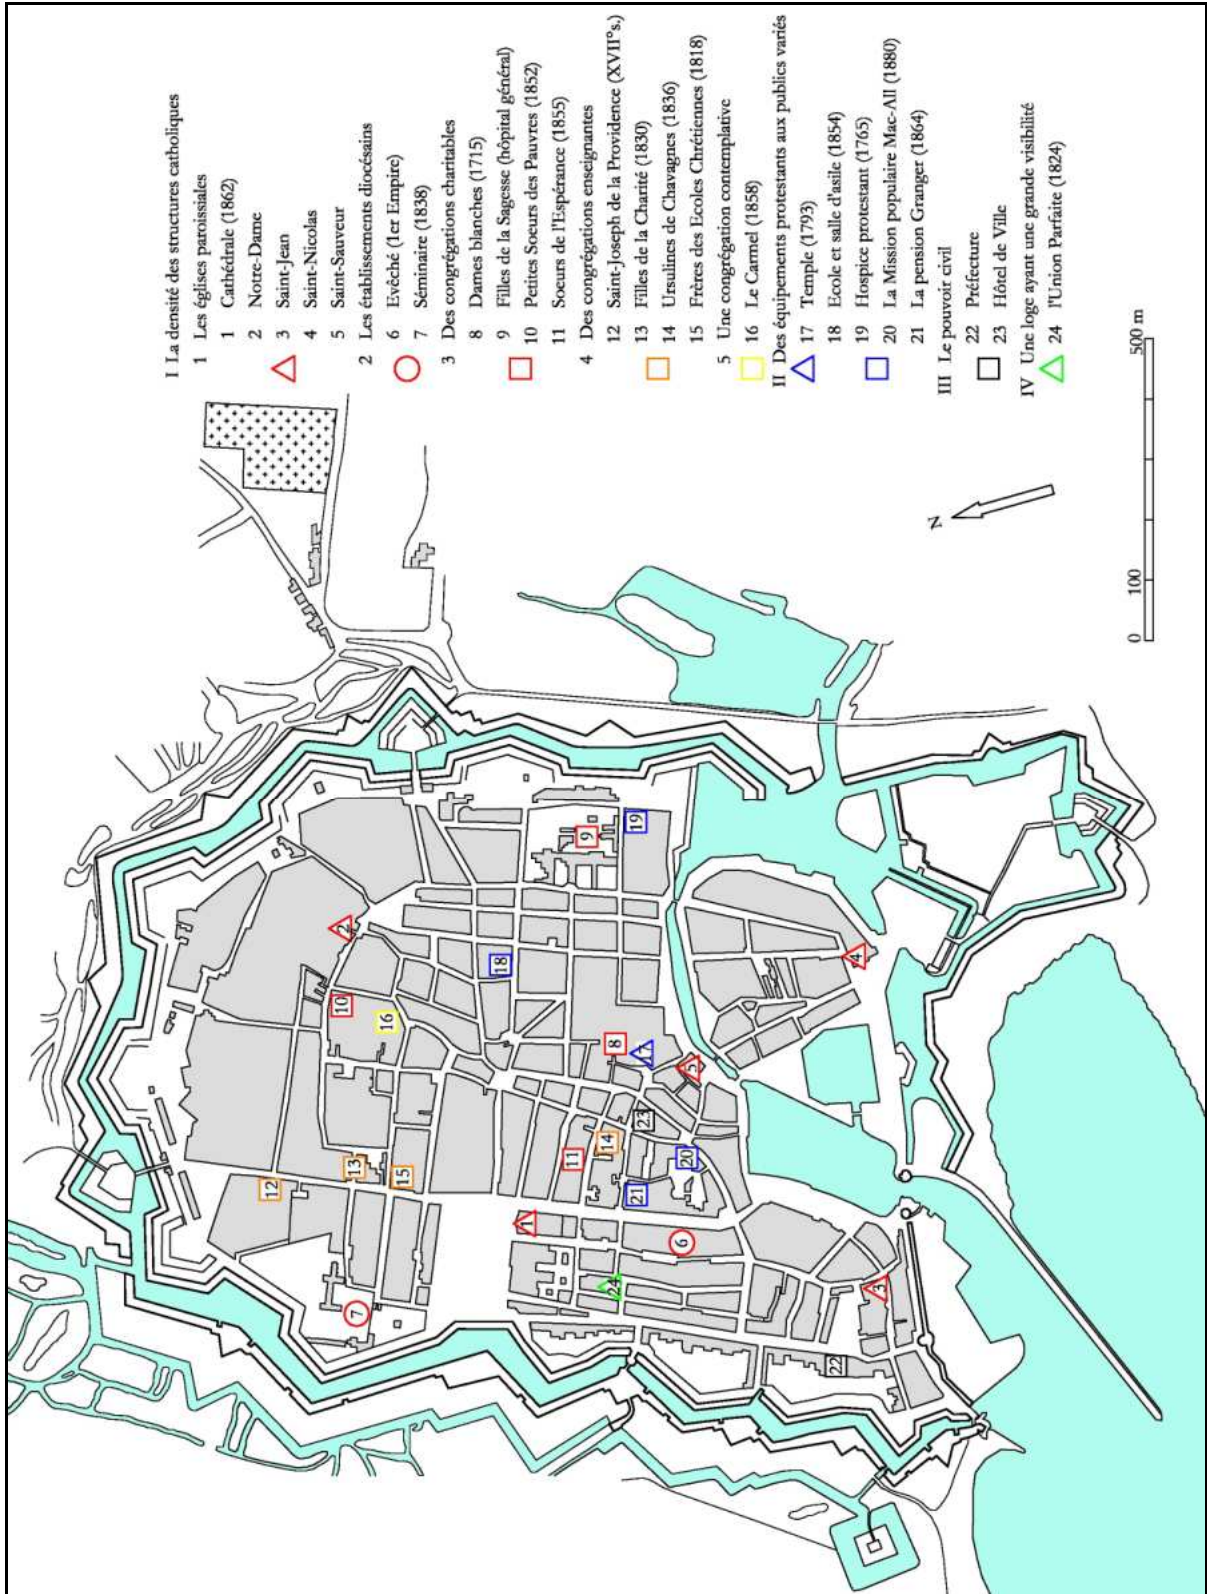 I La densité des structures catholiques
1 Les églises paroissiales
1 Cathédrale (1862)
2 Notre-Dame
3 Saint-Jean
4 Saint-Nicolas
5 Saint-Sauveur
2 Les établissements diocésains
6 Evêché (1er Empire)
7 Séminaire (1838)
3 Des congrégations charitables
8 Dames blanches (1715)
9 Filles de la Sagesse (hôpital général)
10 Petites Soeurs des Pauvres (1852)
11 Soeurs de l'Espérance (1855)
4 Des congrégations enseignantes
12 Saint-Joseph de la Providence (XVII°s.)
13 Filles de la Charité (1830)
14 Ursulines de Chavagnes (1836)
15 Frères des Ecoles Chrétiennes (1818)
5 Une congrégation contemplative
16 Le Carmel (1858)
II Des équipements protestants aux publics variés
17 Temple (1793)
18 Ecole et salle d'asile (1854)
19 Hospice protestant (1765)
20 La Mission populaire Mac-All (1880)
21 La pension Granger (1864)
III Le pouvoir civil
22 Préfecture
23 Hôtel de Ville
IV Une loge ayant une grande visibilité
24 l'Union Parfaite (1824)
N
0 100 500 m
2
10
16
18
9
19
12
13
15
7
1
11
14
8
17
5
23
20
21
24
6
4
3
22